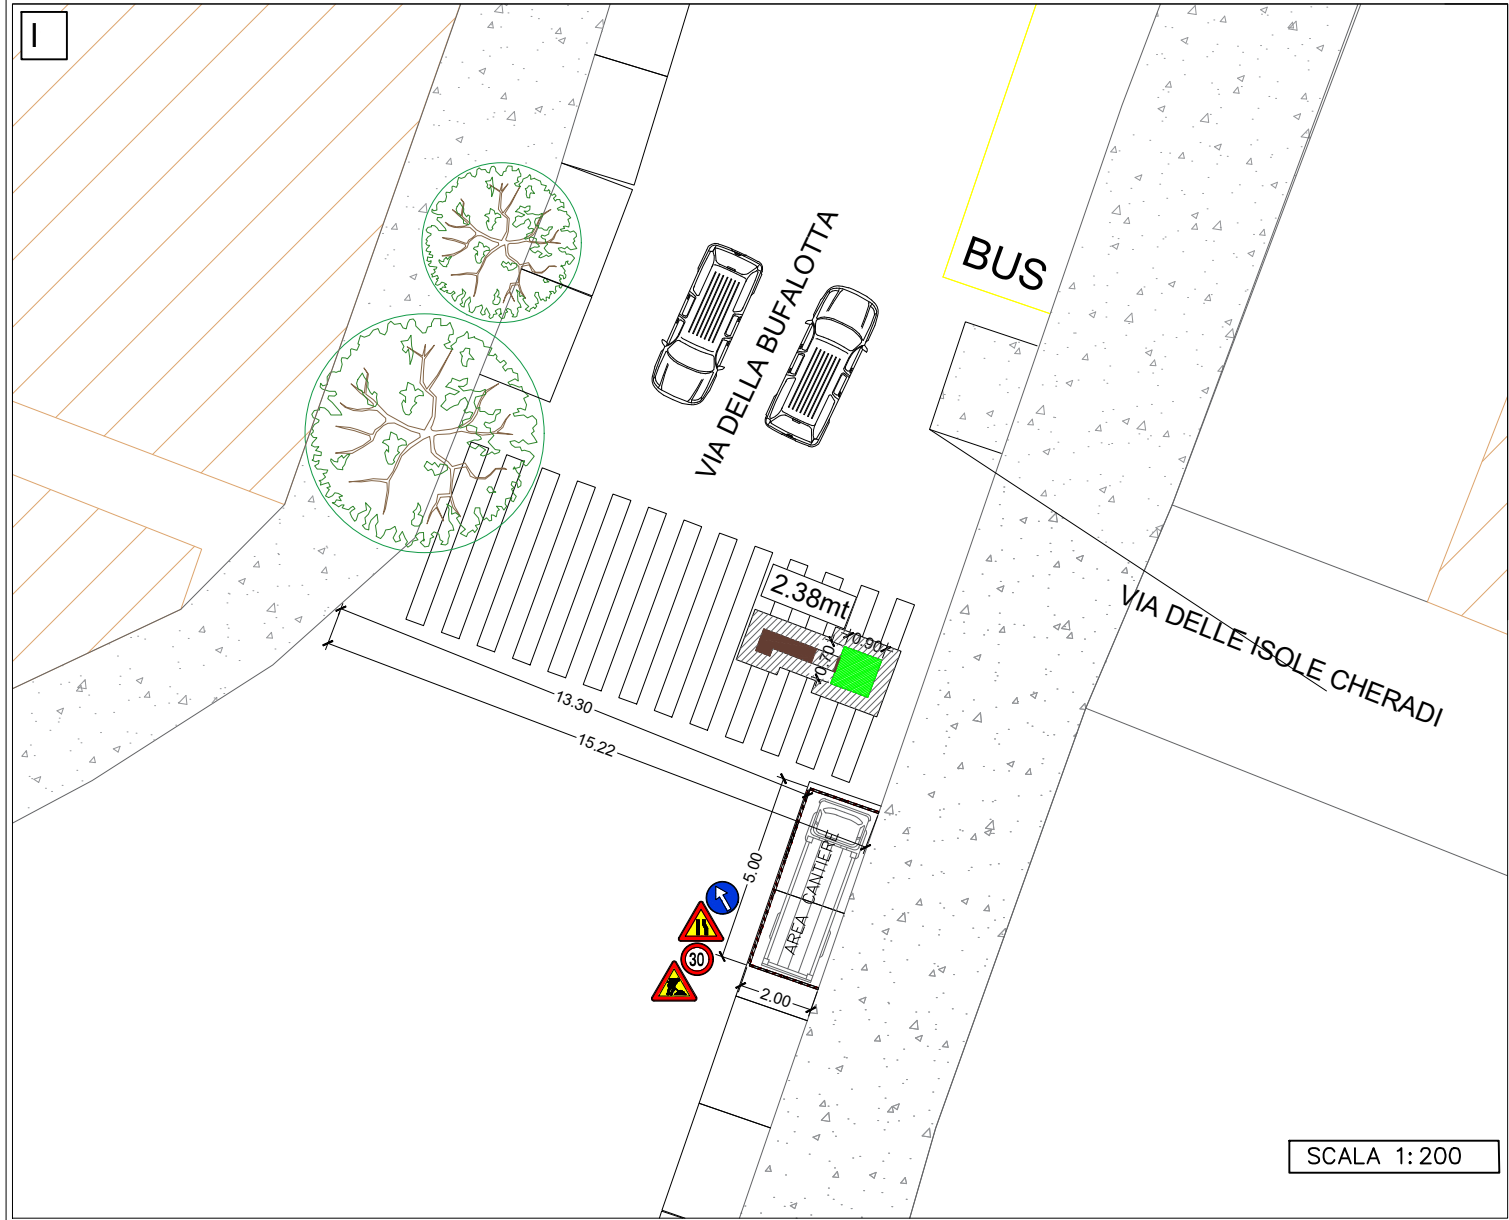 I
BUS
VIA DELLA BUFALOTTA
2.38mt
0.90
0.70
VIA DELLE ISOLE CHERADI
13.30
15.22
5.00
AREA CANTIERE
30
2.00
SCALA 1:200